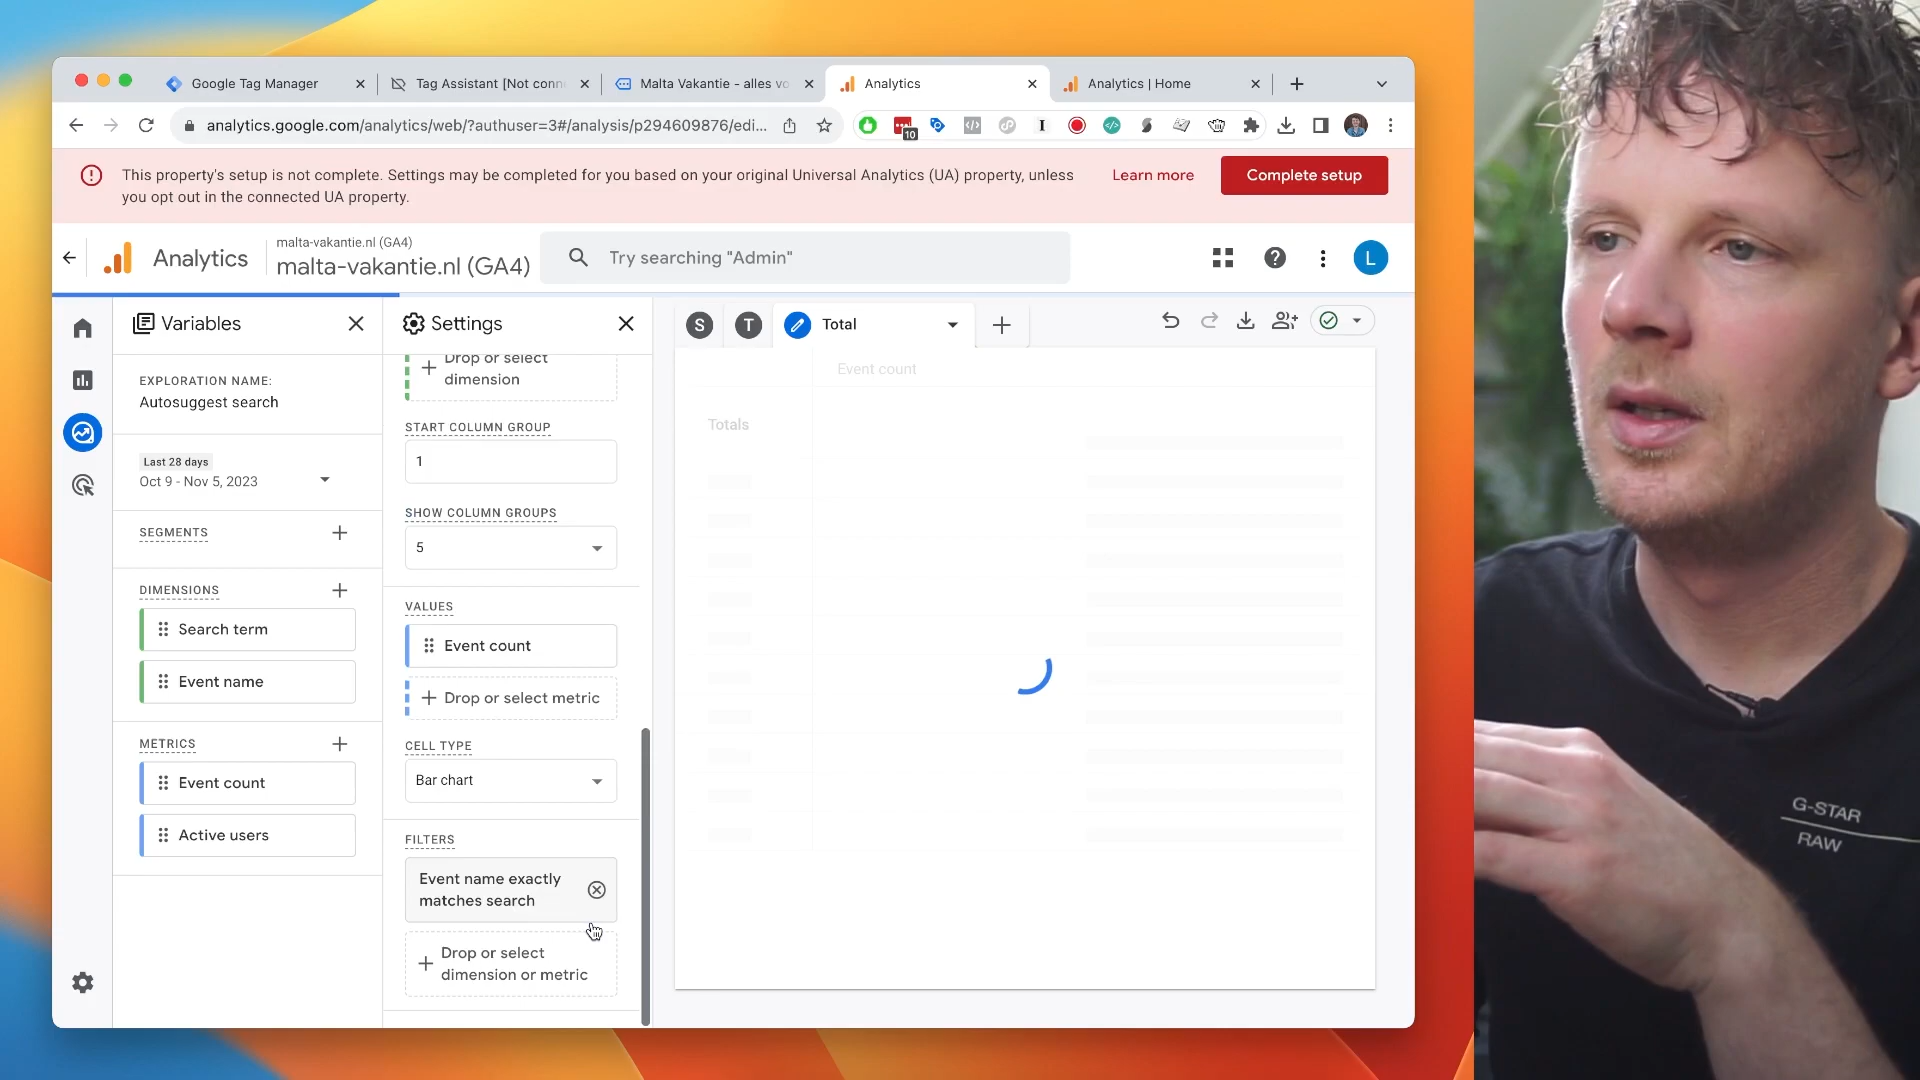 Google Tag Manager
Tag Assistant [Not conn
Malta Vakantie - alles vo
Analytics
Analytics | Home
analytics.google.com/analytics/web/?authuser=3#/analysis/p294609876/edi...
10
This property's setup is not complete. Settings may be completed for you based on your original Universal Analytics (UA) property, unless
you opt out in the connected UA property.
Learn more
Complete setup
Analytics
malta-vakantie.nl (GA4)
malta-vakantie.nl (GA4)
Try searching "Admin"
L
Variables
EXPLORATION NAME:
Autosuggest search
Last 28 days
Oct 9 - Nov 5, 2023
SEGMENTS
DIMENSIONS
Search term
Event name
METRICS
Event count
Active users
Settings
Drop or select
dimension
START COLUMN GROUP
1
SHOW COLUMN GROUPS
5
VALUES
Event count
Drop or select metric
CELL TYPE
Bar chart
FILTERS
Event name exactly
matches search
Drop or select
dimension or metric
S
T
Total
Event count
Totals
G-STAR
RAW